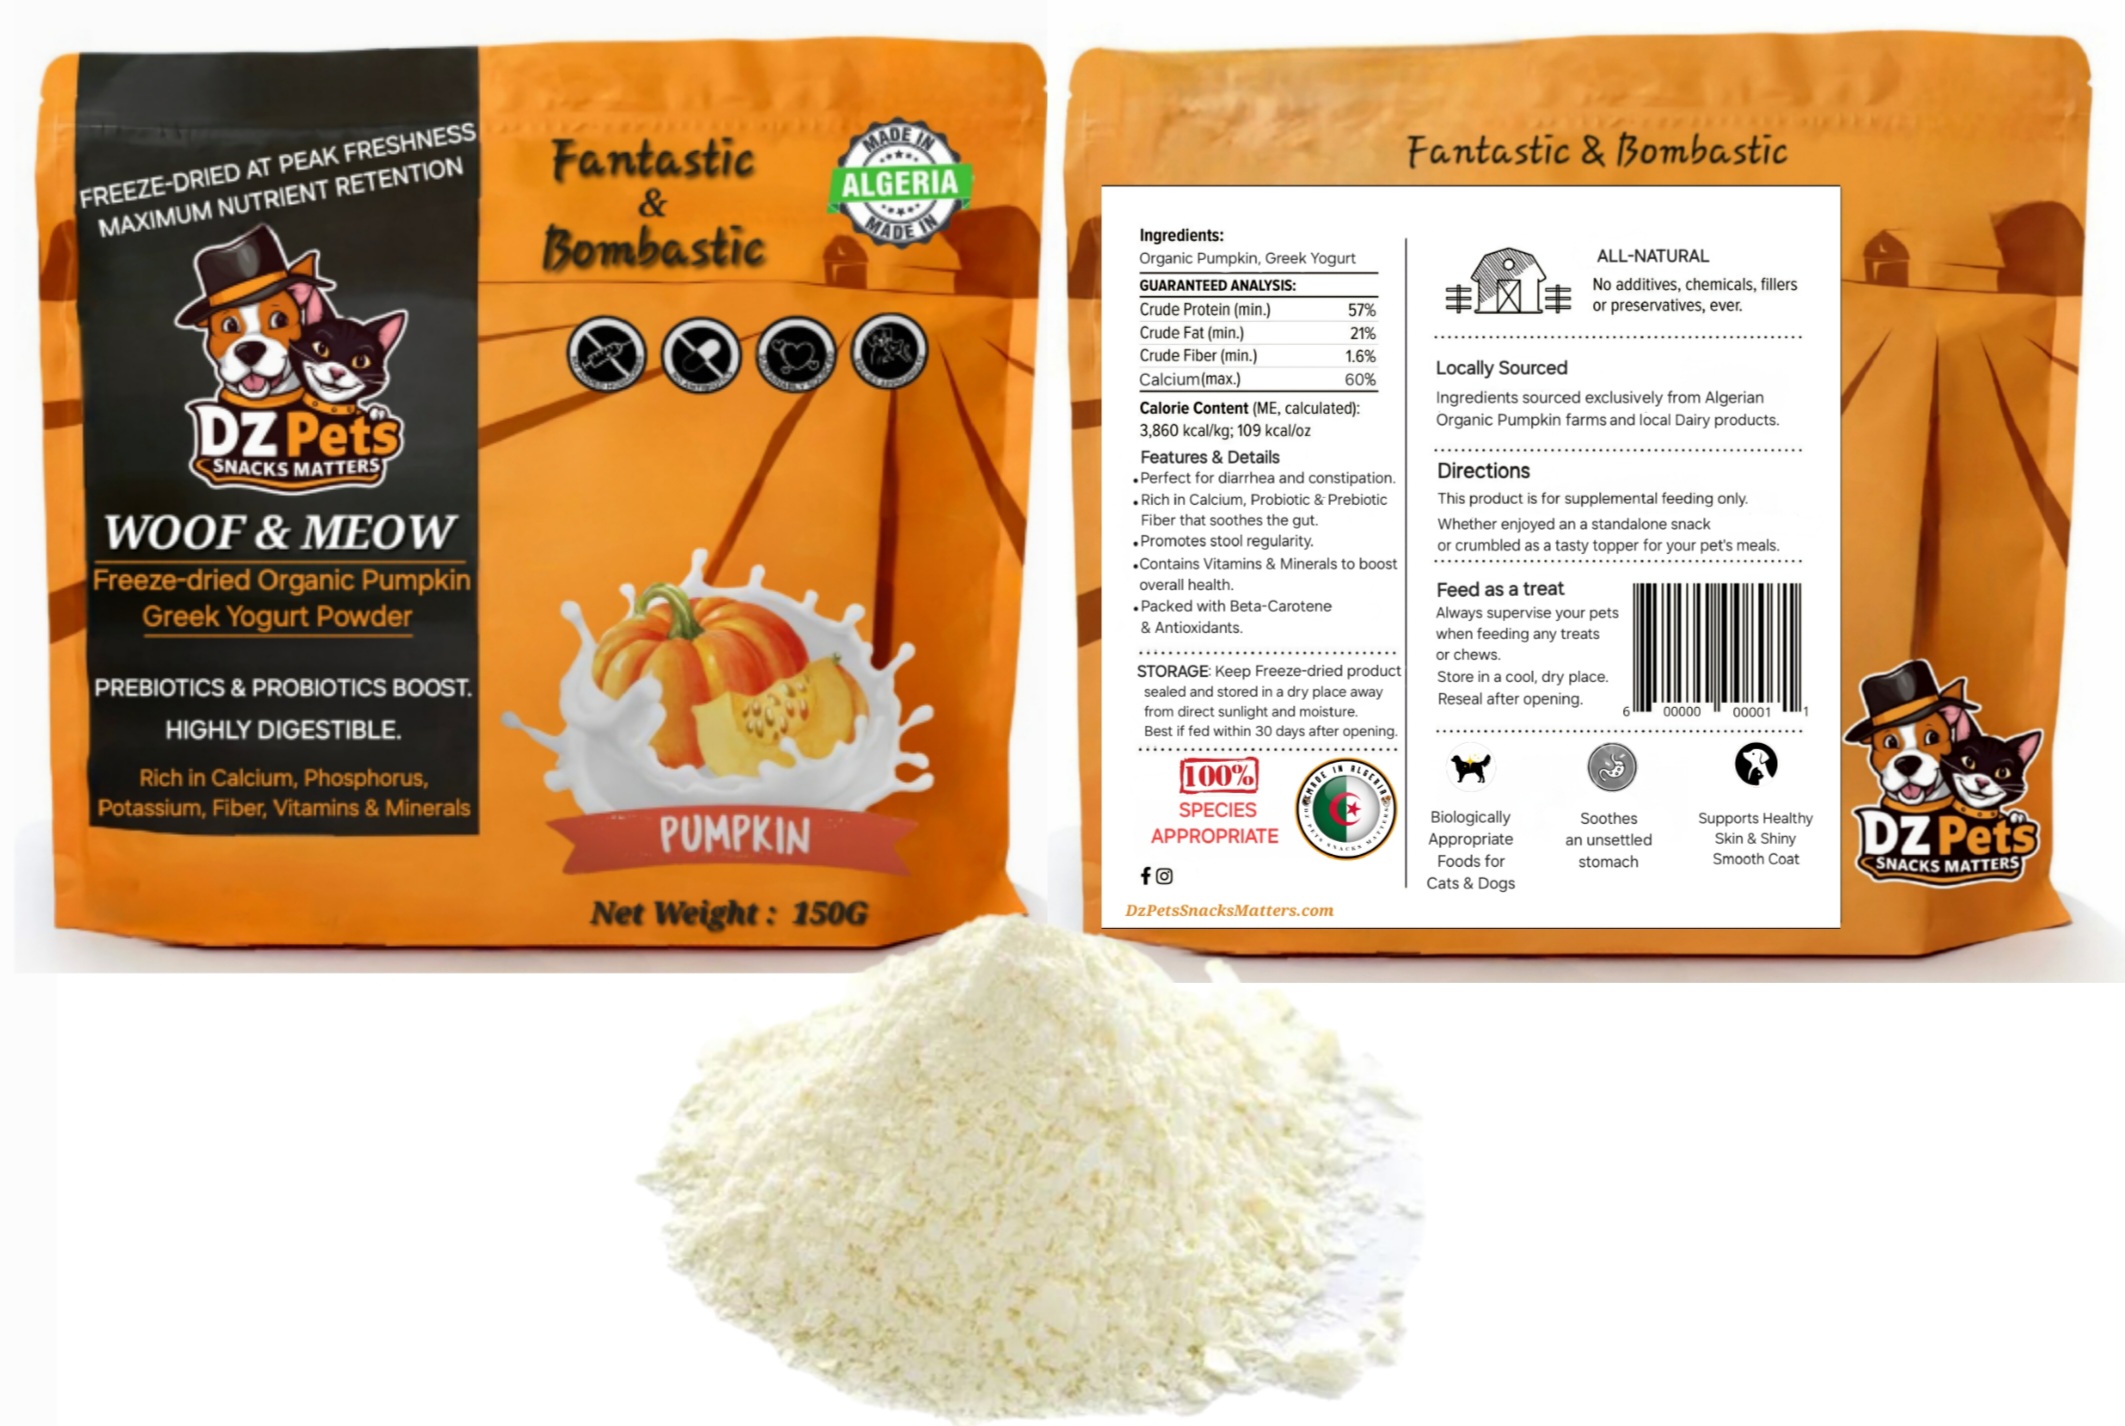 FREEZE-DRIED AT PEAK FRESHNESS
MAXIMUM NUTRIENT RETENTION
DZ Pets
SNACKS MATTERS
WOOF & MEOW
Freeze-dried Organic Pumpkin
Greek Yogurt Powder
PREBIOTICS & PROBIOTICS BOOST.
HIGHLY DIGESTIBLE.
Rich in Calcium, Phosphorus,
Potassium, Fiber, Vitamins & Minerals
Fantastic
&
Bombastic
MADE IN
ALGERIA
MADE IN
PUMPKIN
Net Weight : 150G
Fantastic & Bombastic
Ingredients:
Organic Pumpkin, Greek Yogurt
GUARANTEED ANALYSIS:
Crude Protein (min.) 57%
Crude Fat (min.) 21%
Crude Fiber (min.) 1.6%
Calcium(max.) 60%
Calorie Content (ME, calculated):
3,860 kcal/kg; 109 kcal/oz
Features & Details
• Perfect for diarrhea and constipation.
• Rich in Calcium, Probiotic & Prebiotic
Fiber that soothes the gut.
• Promotes stool regularity.
• Contains Vitamins & Minerals to boost
overall health.
• Packed with Beta-Carotene
& Antioxidants.
STORAGE: Keep Freeze-dried product
sealed and stored in a dry place away
from direct sunlight and moisture.
Best if fed within 30 days after opening.
100%
SPECIES
APPROPRIATE
MADE IN ALGERIA
PETS SNACKS MATTERS
DzPetsSnacksMatters.com
ALL-NATURAL
No additives, chemicals, fillers
or preservatives, ever.
Locally Sourced
Ingredients sourced exclusively from Algerian
Organic Pumpkin farms and local Dairy products.
Directions
This product is for supplemental feeding only.
Whether enjoyed an a standalone snack
or crumbled as a tasty topper for your pet's meals.
Feed as a treat
Always supervise your pets
when feeding any treats
or chews.
Store in a cool, dry place.
Reseal after opening.
6 00000 00001 1
Biologically
Appropriate
Foods for
Cats & Dogs
Soothes
an unsettled
stomach
Supports Healthy
Skin & Shiny
Smooth Coat
DZ Pets
SNACKS MATTERS